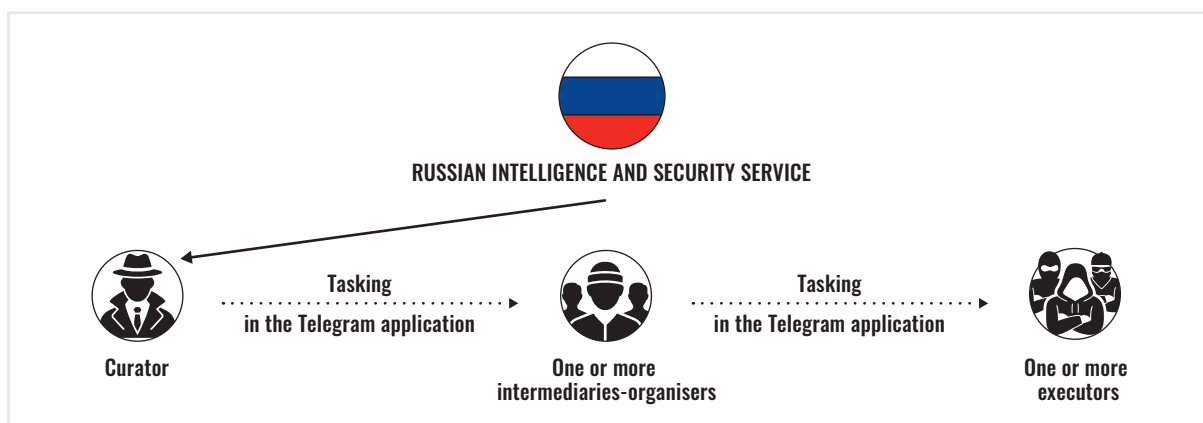 RUSSIAN INTELLIGENCE AND SECURITY SERVICE
Tasking
in the Telegram application
Tasking
in the Telegram application
Curator
One or more
intermediaries-organisers
One or more
executors